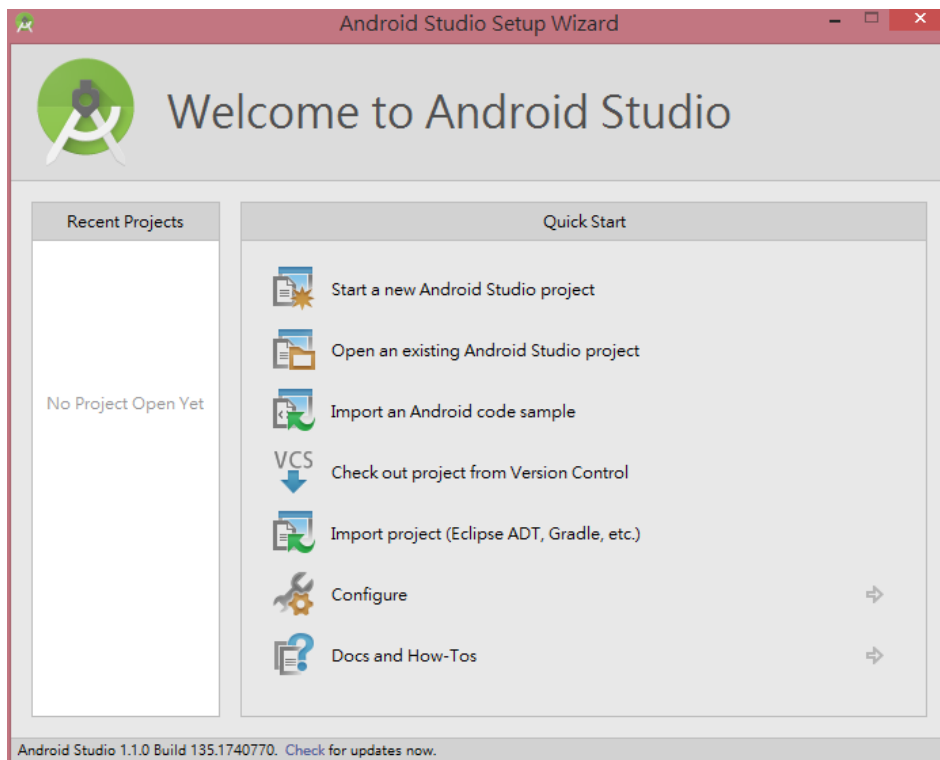 Android Studio Setup Wizard
Welcome to Android Studio
Recent Projects
No Project Open Yet
Quick Start
Start a new Android Studio project
Open an existing Android Studio project
Import an Android code sample
VCS
Check out project from Version Control
Import project (Eclipse ADT, Gradle, etc.)
Configure
Docs and How-Tos
Android Studio 1.1.0 Build 135.1740770. Check for updates now.